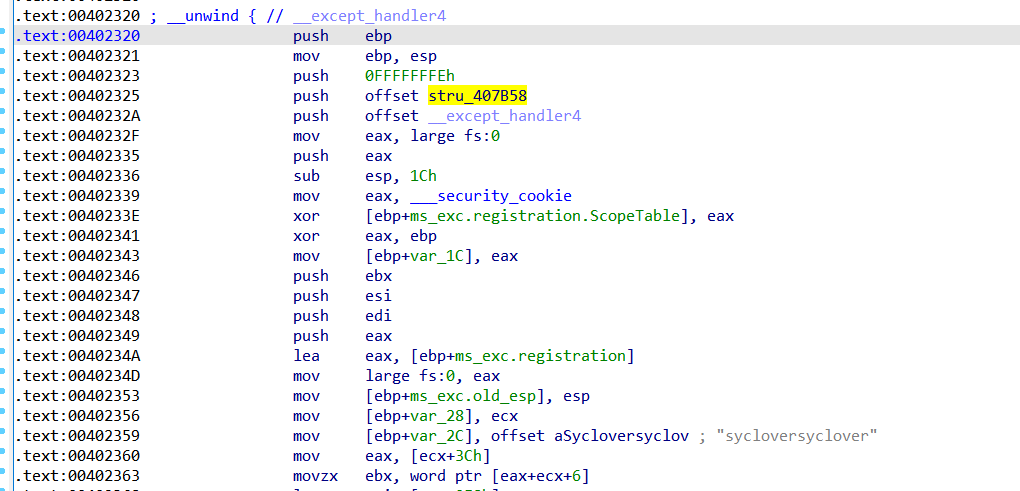 .text:00402320 ; __unwind { // __except_handler4
.text:00402320 push ebp
.text:00402321 mov ebp, esp
.text:00402323 push 0FFFFFFFEh
.text:00402325 push offset stru_407B58
.text:0040232A push offset __except_handler4
.text:0040232F mov eax, large fs:0
.text:00402335 push eax
.text:00402336 sub esp, 1Ch
.text:00402339 mov eax, ___security_cookie
.text:0040233E xor [ebp+ms_exc.registration.ScopeTable], eax
.text:00402341 xor eax, ebp
.text:00402343 mov [ebp+var_1C], eax
.text:00402346 push ebx
.text:00402347 push esi
.text:00402348 push edi
.text:00402349 push eax
.text:0040234A lea eax, [ebp+ms_exc.registration]
.text:0040234D mov large fs:0, eax
.text:00402353 mov [ebp+ms_exc.old_esp], esp
.text:00402356 mov [ebp+var_28], ecx
.text:00402359 mov [ebp+var_2C], offset aSycloversyclov ; "sycloversyclover"
.text:00402360 mov eax, [ecx+3Ch]
.text:00402363 movzx ebx, word ptr [eax+ecx+6]